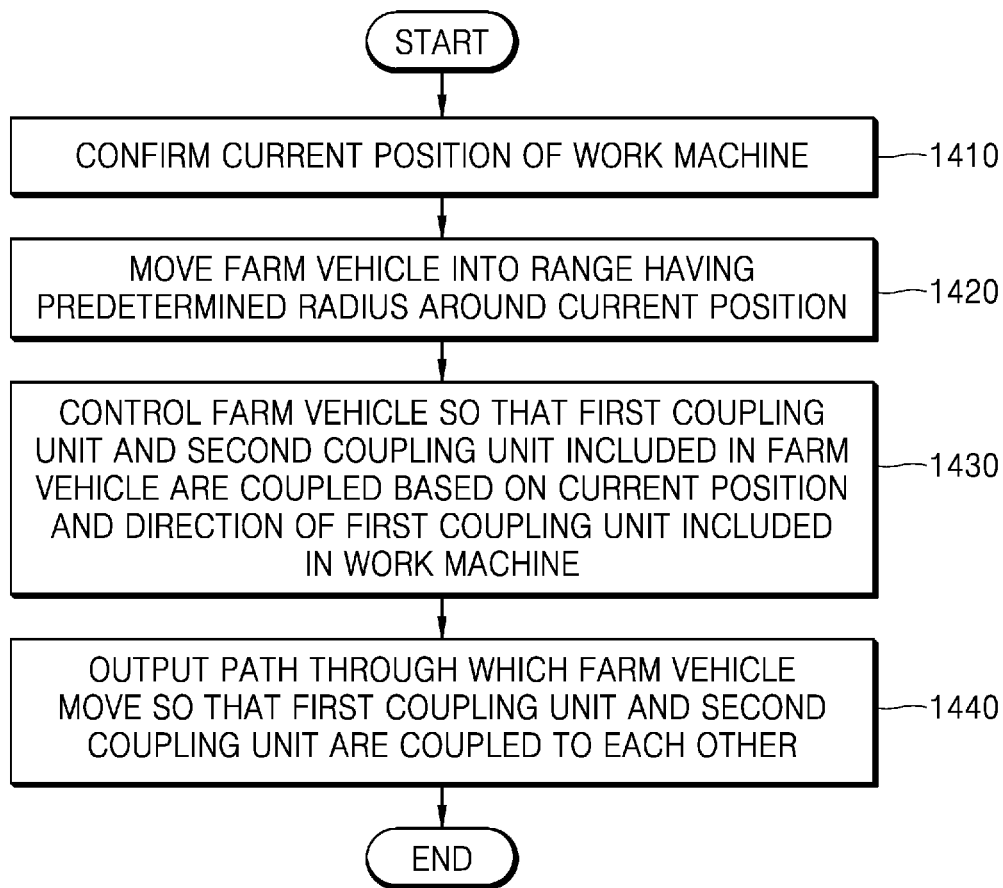 START
CONFIRM CURRENT POSITION OF WORK MACHINE
1410
MOVE FARM VEHICLE INTO RANGE HAVING
PREDETERMINED RADIUS AROUND CURRENT POSITION
1420
CONTROL FARM VEHICLE SO THAT FIRST COUPLING
UNIT AND SECOND COUPLING UNIT INCLUDED IN FARM
VEHICLE ARE COUPLED BASED ON CURRENT POSITION
AND DIRECTION OF FIRST COUPLING UNIT INCLUDED
IN WORK MACHINE
1430
OUTPUT PATH THROUGH WHICH FARM VEHICLE
MOVE SO THAT FIRST COUPLING UNIT AND SECOND
COUPLING UNIT ARE COUPLED TO EACH OTHER
1440
END